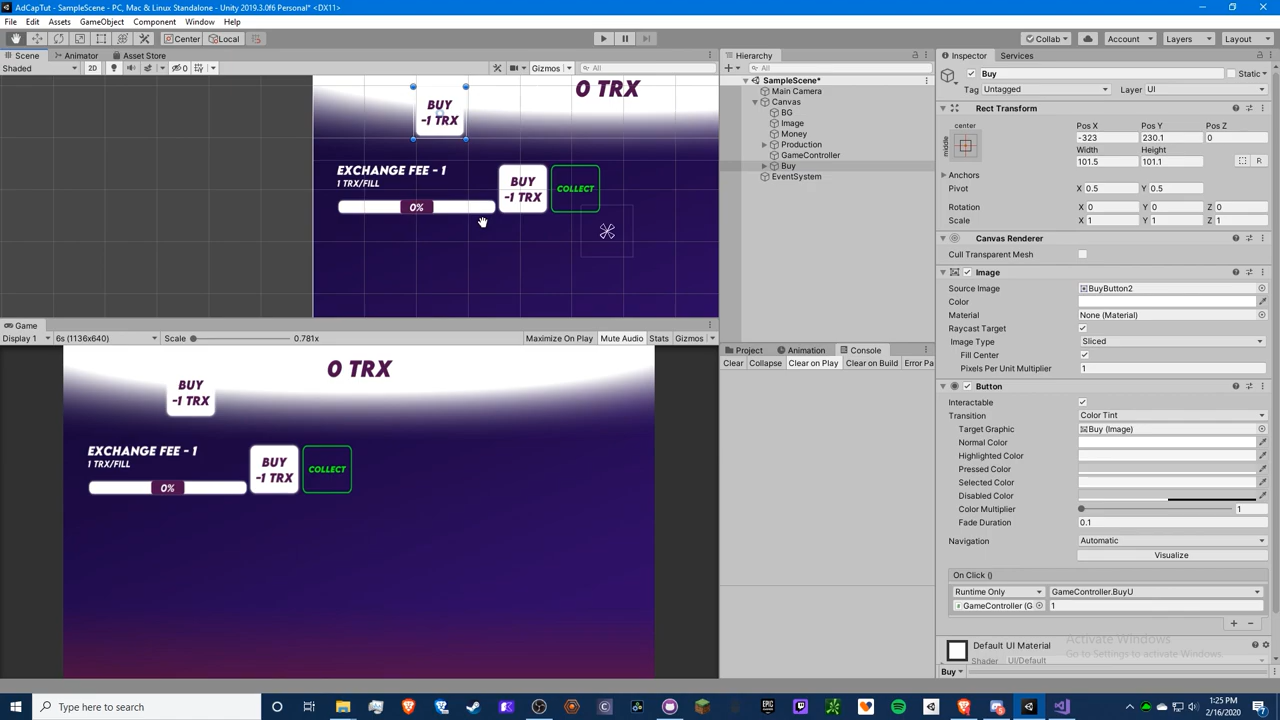 AdCapTut - SampleScene - PC, Mac & Linux Standalone - Unity 2019.3.0f6 Personal* <DX11>
File Edit Assets GameObject Component Window Help
Center Local Collab Account Layers Layout
Scene Animator Asset Store
Shaded 2D 0 Gizmos All
0 TRX
BUY
-1 TRX
EXCHANGE FEE - 1
1 TRX/FILL
0%
BUY
-1 TRX
COLLECT
Game
Display 1 6s (1136x640) Scale 0.781x Maximize On Play Mute Audio Stats Gizmos
0 TRX
BUY
-1 TRX
EXCHANGE FEE - 1
1 TRX/FILL
0%
BUY
-1 TRX
COLLECT
Hierarchy
All
SampleScene*
Main Camera
Canvas
BG
Image
Money
Production
GameController
Buy
EventSystem
Project Animation Console
Clear Collapse Clear on Play Clear on Build Error Pa
Inspector Services
Buy Static
Tag Untagged Layer UI
Rect Transform
center Pos X Pos Y Pos Z
middle -323 230.1 0
Width Height
101.5 101.1 R
Anchors
Pivot X 0.5 Y 0.5
Rotation X 0 Y 0 Z 0
Scale X 1 Y 1 Z 1
Canvas Renderer
Cull Transparent Mesh
Image
Source Image BuyButton2
Color
Material None (Material)
Raycast Target
Image Type Sliced
Fill Center
Pixels Per Unit Multiplier 1
Button
Interactable
Transition Color Tint
Target Graphic Buy (Image)
Normal Color
Highlighted Color
Pressed Color
Selected Color
Disabled Color
Color Multiplier 1
Fade Duration 0.1
Navigation Automatic
Visualize
On Click ()
Runtime Only GameController.BuyU
GameController (G 1
Default UI Material
Shader UI/Default
Activate Windows
Go to Settings to activate Windows.
Buy
Type here to search
1:25 PM
2/16/2020